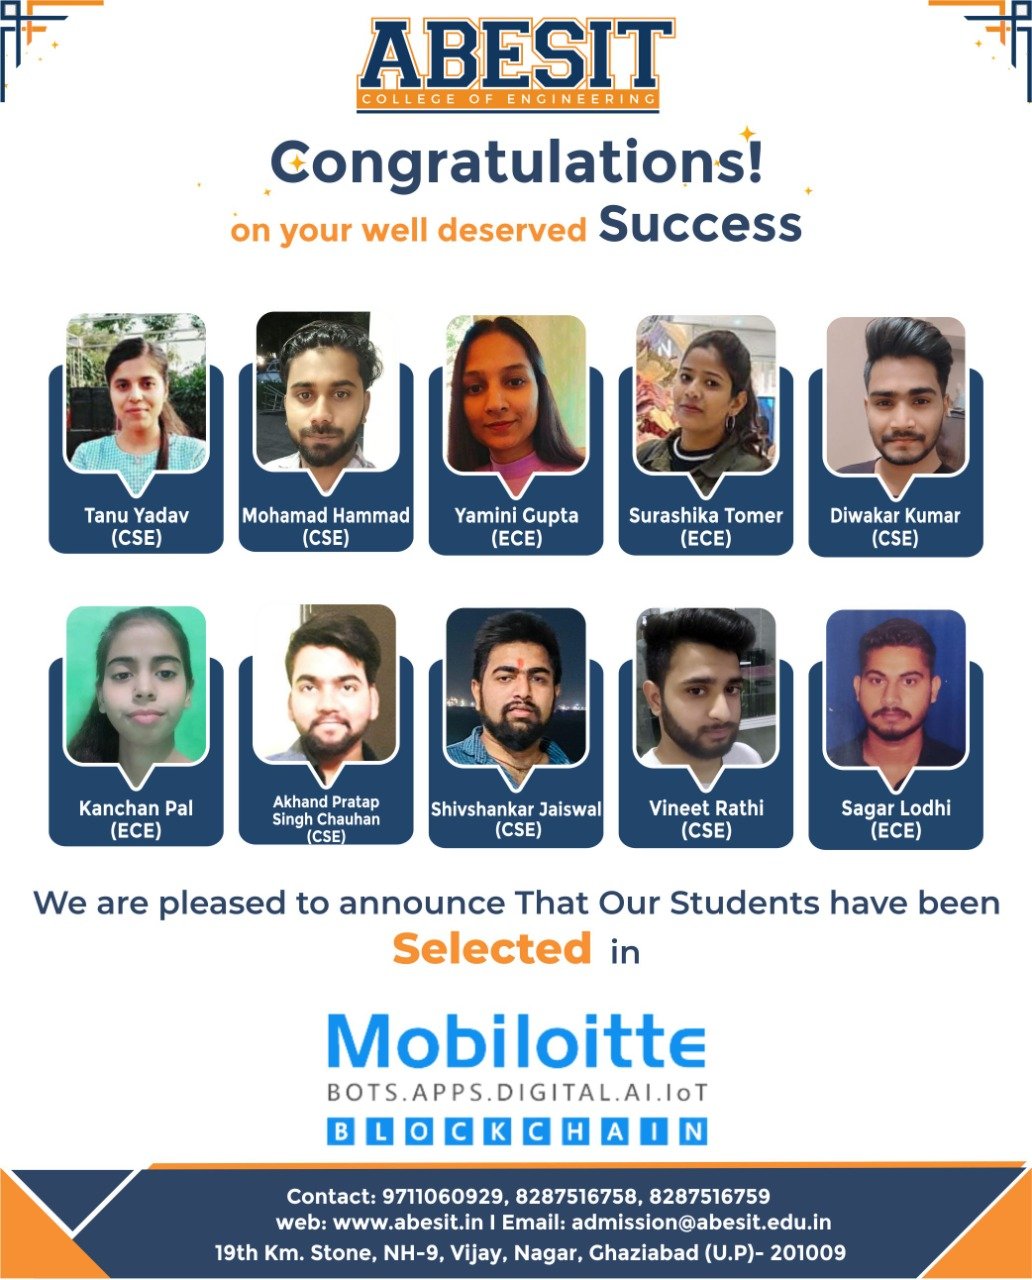 ABESIT
COLLEGE OF ENGINEERING
Congratulations!
on your well deserved Success
Tanu Yadav
(CSE)
Mohamad Hammad
(CSE)
Yamini Gupta
(ECE)
Surashika Tomer
(ECE)
Diwakar Kumar
(CSE)
Kanchan Pal
(ECE)
Akhand Pratap
Singh Chauhan
(CSE)
Shivshankar Jaiswal
(CSE)
Vineet Rathi
(CSE)
Sagar Lodhi
(ECE)
We are pleased to announce That Our Students have been
Selected in
Mobiloitte
BOTS.APPS.DIGITAL.AI.IoT
BLOCKCHAIN
Contact: 9711060929, 8287516758, 8287516759
web: www.abesit.in I Email: admission@abesit.edu.in
19th Km. Stone, NH-9, Vijay, Nagar, Ghaziabad (U.P)- 201009